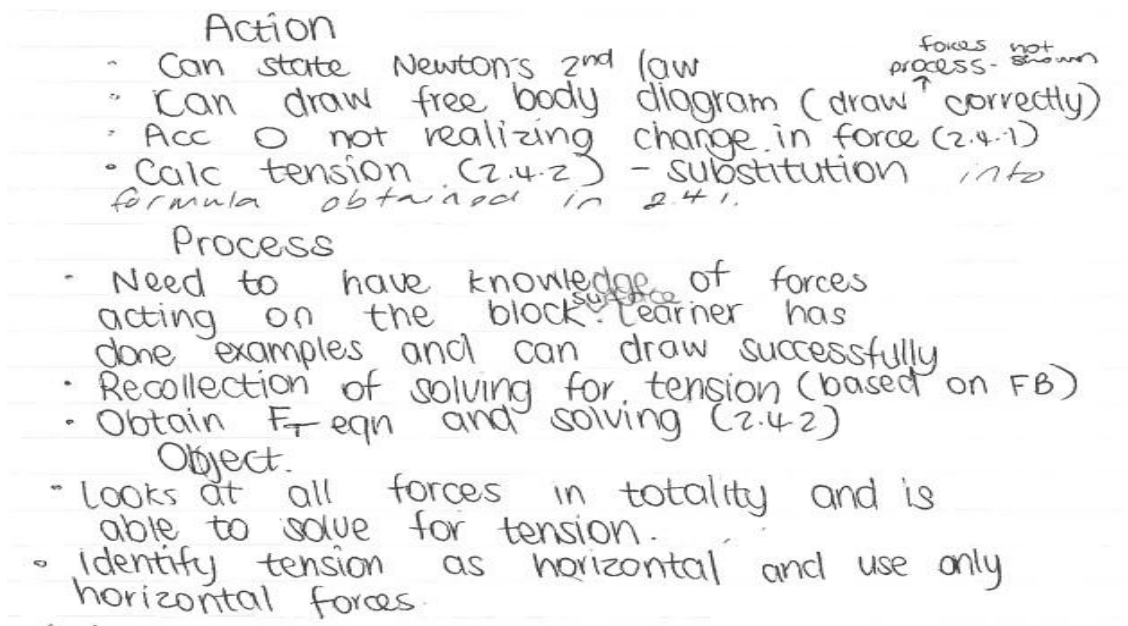 Action
- Can state Newton's 2nd law
forces not
process - shown
• Can draw free body diagram (draw ↑ correctly)
• Acc 0 not realizing change in force (2.4.1)
• Calc tension (2.4.2) - substitution into
formula obtained in 2.4.1.
Process
- Need to have knowledge of forces
surface
acting on the block. Learner has
done examples and can draw successfully
• Recollection of solving for tension (based on FB)
• Obtain FT eqn and solving (2.4.2)
Object.
• Looks at all forces in totality and is
able to solve for tension.
• Identify tension as horizontal and use only
horizontal forces.